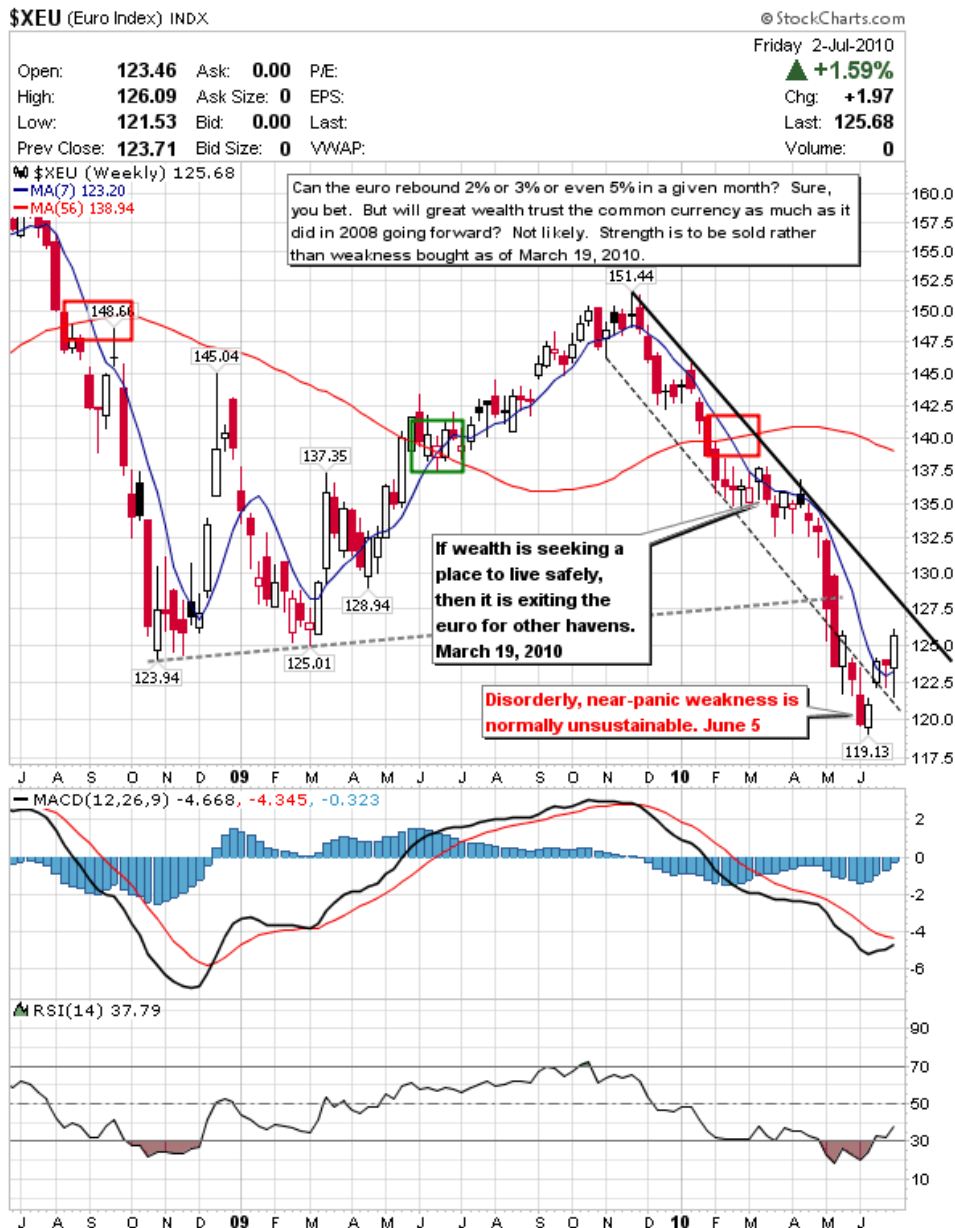 $XEU (Euro Index) INDX © StockCharts.com
Friday 2-Jul-2010
Open: 123.46 Ask: 0.00 P/E: +1.59%
High: 126.09 Ask Size: 0 EPS: Chg: +1.97
Low: 121.53 Bid: 0.00 Last: Last: 125.68
Prev Close: 123.71 Bid Size: 0 VWAP: Volume: 0
$XEU (Weekly) 125.68
MA(7) 123.20
MA(56) 138.94
Can the euro rebound 2% or 3% or even 5% in a given month? Sure,
you bet. But will great wealth trust the common currency as much as it
did in 2008 going forward? Not likely. Strength is to be sold rather
than weakness bought as of March 19, 2010.
160.0
157.5
155.0
152.5
150.0
147.5
145.0
142.5
140.0
137.5
135.0
132.5
130.0
127.5
125.0
122.5
120.0
117.5
151.44
148.66
145.04
137.35
128.94
125.01
123.94
119.13
If wealth is seeking a
place to live safely,
then it is exiting the
euro for other havens.
March 19, 2010
Disorderly, near-panic weakness is
normally unsustainable. June 5
J A S O N D 09 F M A M J J A S O N D 10 F M A M J
MACD(12,26,9) -4.668, -4.345, -0.323
2
0
-2
-4
-6
RSI(14) 37.79
90
70
50
30
10
J A S O N D 09 F M A M J J A S O N D 10 F M A M J